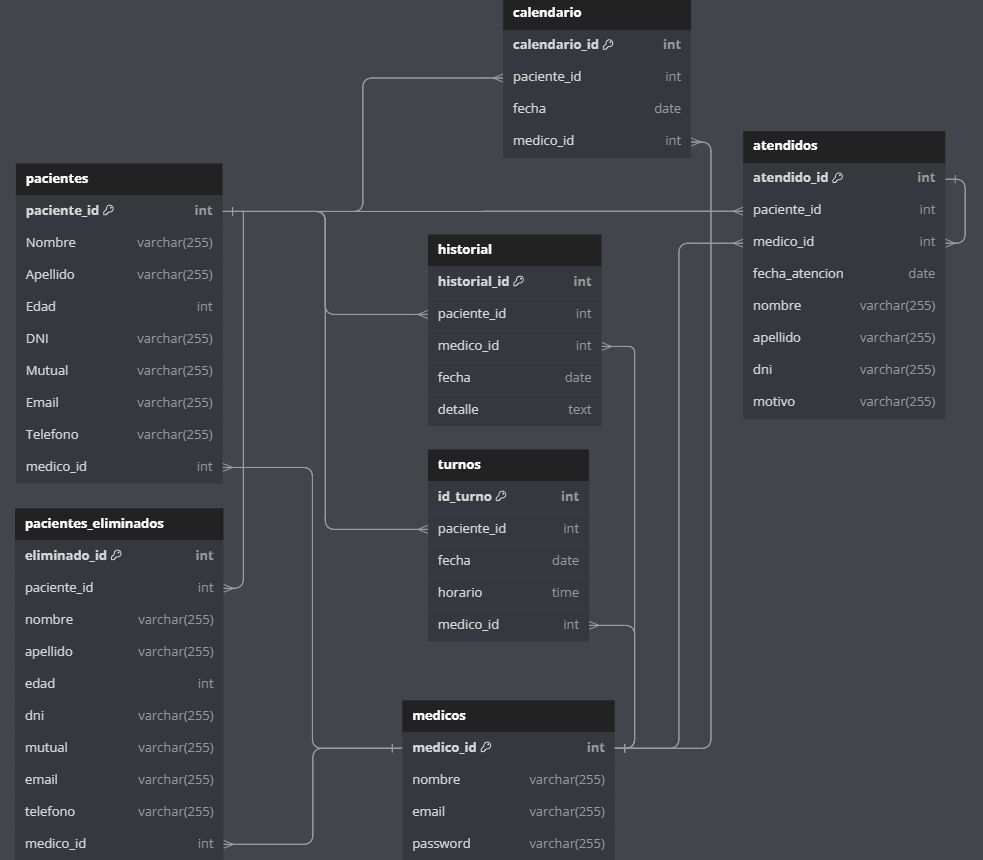 calendario
calendario_id int
paciente_id int
fecha date
medico_id int
atendidos
atendido_id int
paciente_id int
medico_id int
fecha_atencion date
nombre varchar(255)
apellido varchar(255)
dni varchar(255)
motivo varchar(255)
pacientes
paciente_id int
Nombre varchar(255)
Apellido varchar(255)
Edad int
DNI varchar(255)
Mutual varchar(255)
Email varchar(255)
Telefono varchar(255)
medico_id int
historial
historial_id int
paciente_id int
medico_id int
fecha date
detalle text
turnos
id_turno int
paciente_id int
fecha date
horario time
medico_id int
pacientes_eliminados
eliminado_id int
paciente_id int
nombre varchar(255)
apellido varchar(255)
edad int
dni varchar(255)
mutual varchar(255)
email varchar(255)
telefono varchar(255)
medico_id int
medicos
medico_id int
nombre varchar(255)
email varchar(255)
password varchar(255)